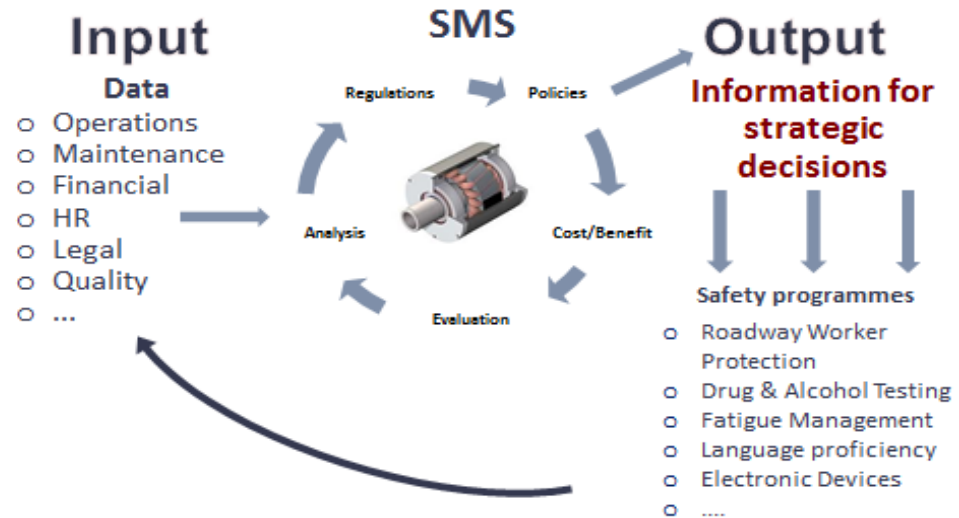 Input
Data
o Operations
o Maintenance
o Financial
o HR
o Legal
o Quality
o ...
SMS
Regulations
Policies
Analysis
Cost/Benefit
Evaluation
Output
Information for
strategic
decisions
Safety programmes
o Roadway Worker
Protection
o Drug & Alcohol Testing
o Fatigue Management
o Language proficiency
o Electronic Devices
o ....